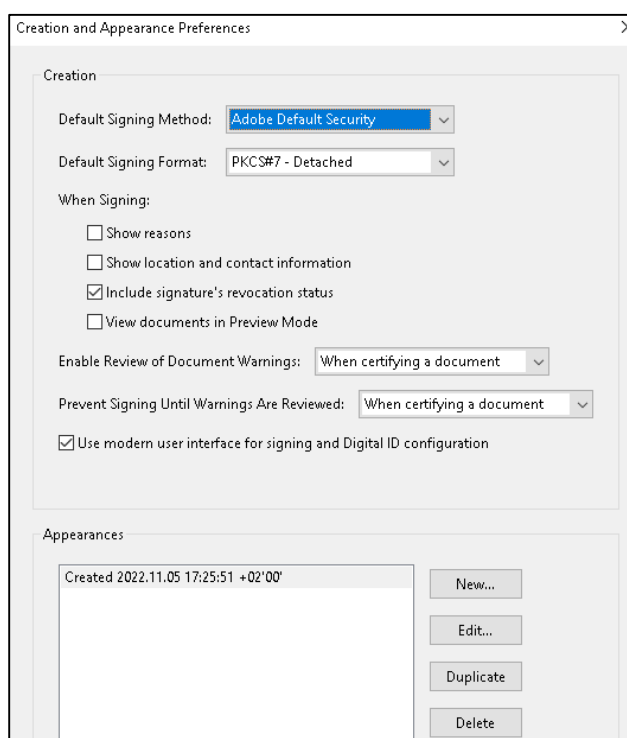 Creation and Appearance Preferences
Creation
Default Signing Method: Adobe Default Security
Default Signing Format: PKCS#7 - Detached
When Signing:
Show reasons
Show location and contact information
Include signature's revocation status
View documents in Preview Mode
Enable Review of Document Warnings: When certifying a document
Prevent Signing Until Warnings Are Reviewed: When certifying a document
Use modern user interface for signing and Digital ID configuration
Appearances
Created 2022.11.05 17:25:51 +02'00'
New...
Edit...
Duplicate
Delete